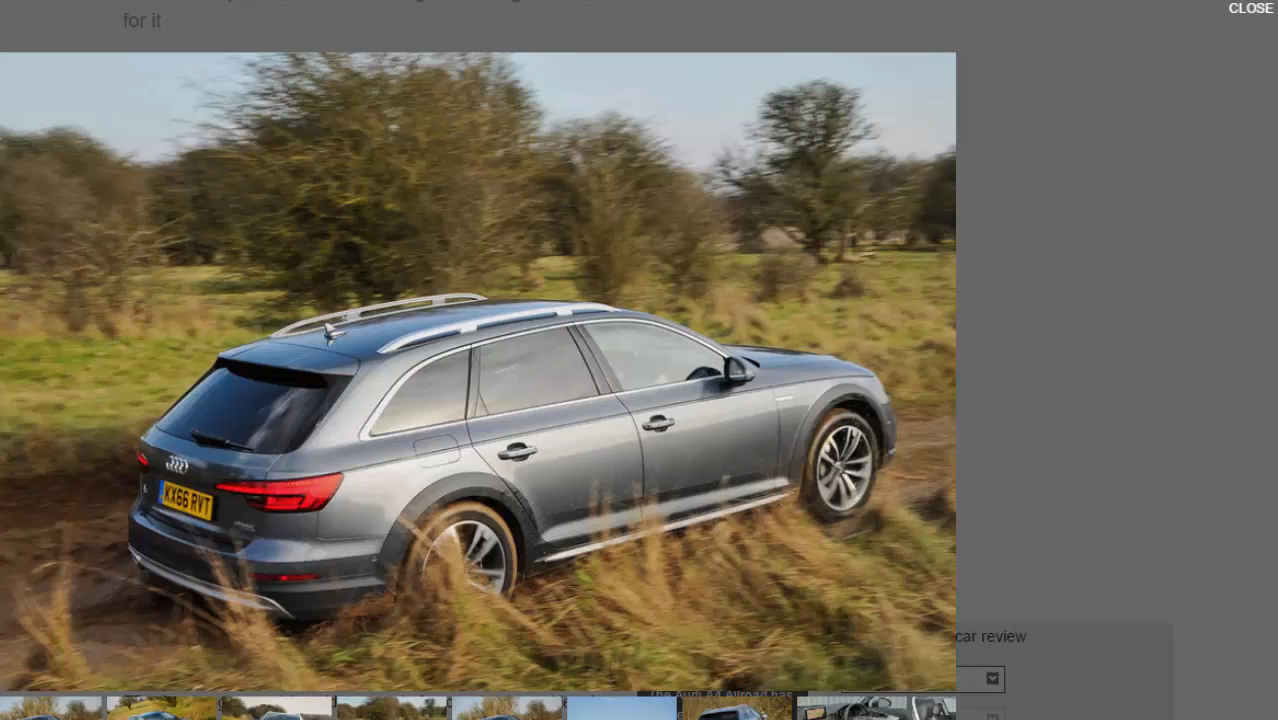 for it
CLOSE
KX66 RVT
car review
The Audi A4 Allroad has